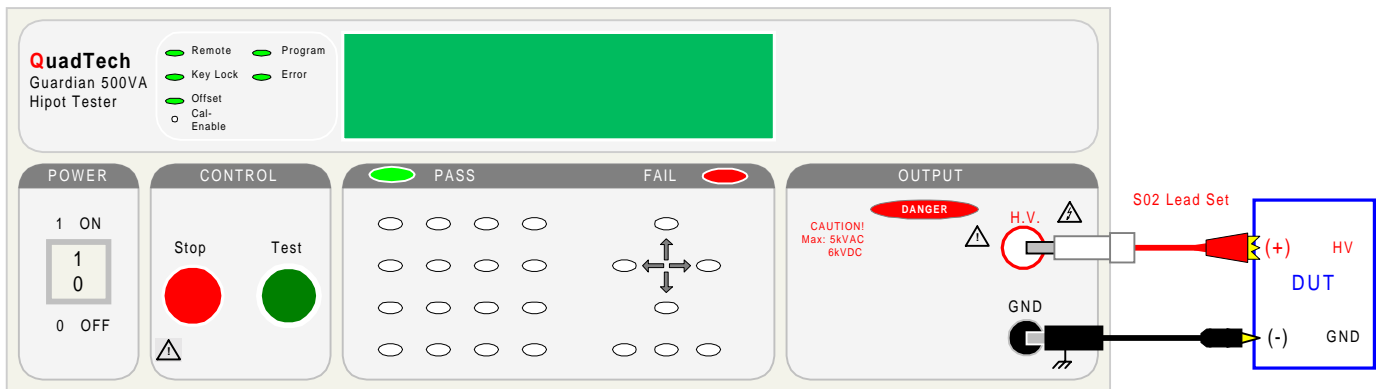 QuadTech
Guardian 500VA
Hipot Tester
Remote
Program
Key Lock
Error
Offset
Cal-
Enable
POWER
1 ON
1
0
0 OFF
CONTROL
Stop
Test
PASS
FAIL
OUTPUT
DANGER
CAUTION!
Max: 5kVAC
6kVDC
H.V.
GND
S02 Lead Set
(+)
HV
DUT
(-)
GND